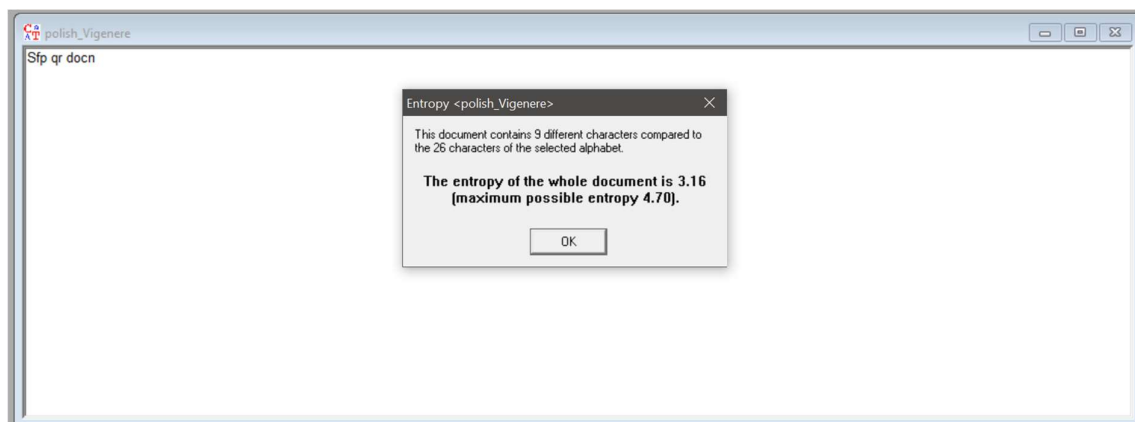 polish_Vigenere
Sfp qr docn
Entropy <polish_Vigenere>
This document contains 9 different characters compared to
the 26 characters of the selected alphabet.
The entropy of the whole document is 3.16
(maximum possible entropy 4.70).
OK